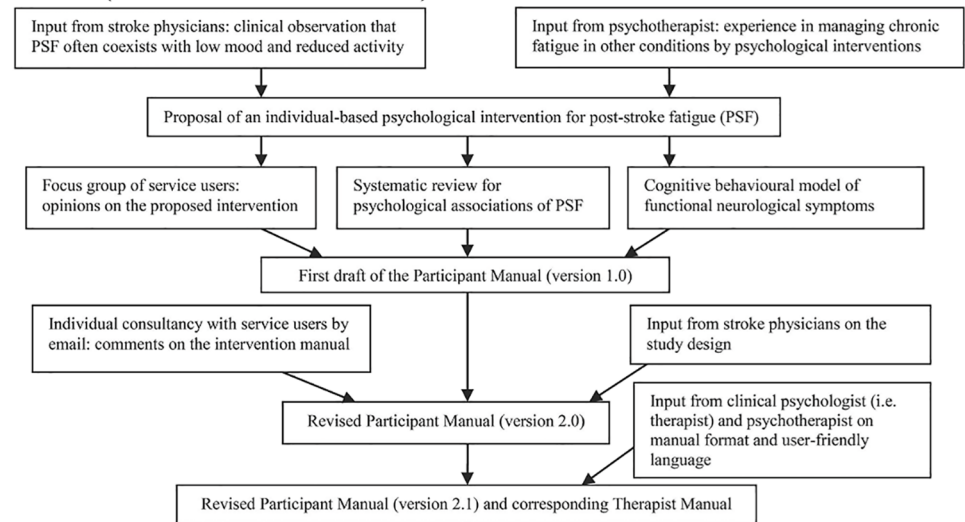 Input from stroke physicians: clinical observation that
PSF often coexists with low mood and reduced activity
Input from psychotherapist: experience in managing chronic
fatigue in other conditions by psychological interventions
Proposal of an individual-based psychological intervention for post-stroke fatigue (PSF)
Focus group of service users:
opinions on the proposed intervention
Systematic review for
psychological associations of PSF
Cognitive behavioural model of
functional neurological symptoms
First draft of the Participant Manual (version 1.0)
Individual consultancy with service users by
email: comments on the intervention manual
Input from stroke physicians on the
study design
Revised Participant Manual (version 2.0)
Input from clinical psychologist (i.e.
therapist) and psychotherapist on
manual format and user-friendly
language
Revised Participant Manual (version 2.1) and corresponding Therapist Manual